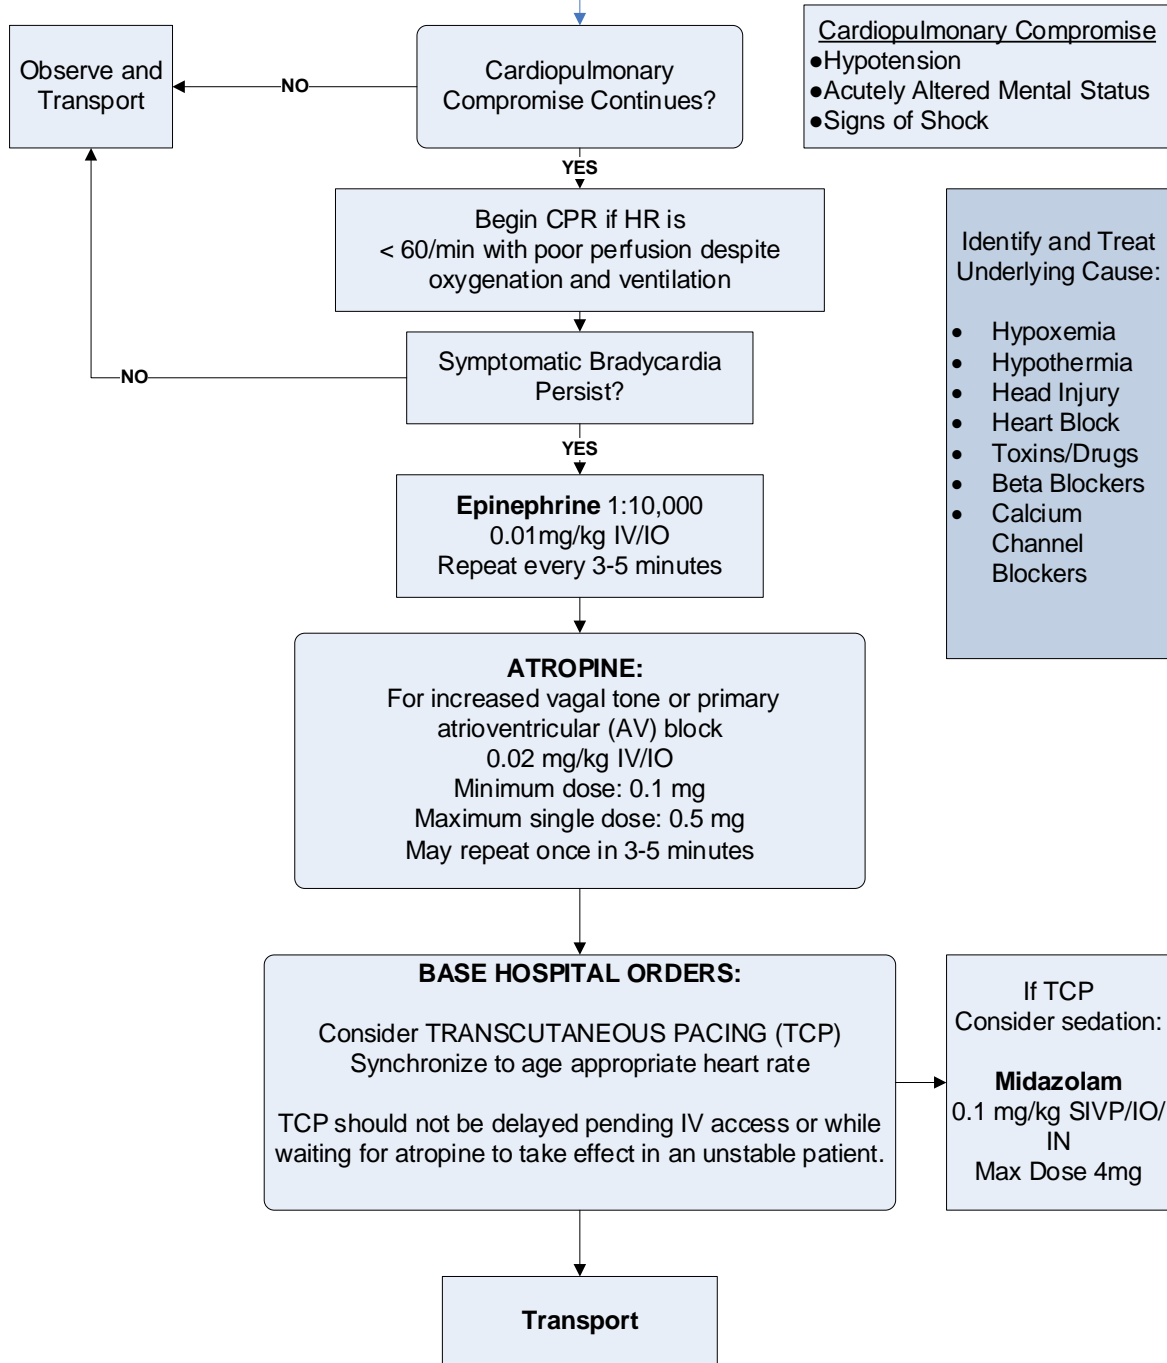 Cardiopulmonary
Compromise Continues?
NO
Observe and
Transport
Cardiopulmonary Compromise
●Hypotension
●Acutely Altered Mental Status
●Signs of Shock
YES
Begin CPR if HR is
< 60/min with poor perfusion despite
oxygenation and ventilation
Identify and Treat
Underlying Cause:
• Hypoxemia
• Hypothermia
• Head Injury
• Heart Block
• Toxins/Drugs
• Beta Blockers
• Calcium
Channel
Blockers
Symptomatic Bradycardia
Persist?
NO
YES
Epinephrine 1:10,000
0.01mg/kg IV/IO
Repeat every 3-5 minutes
ATROPINE:
For increased vagal tone or primary
atrioventricular (AV) block
0.02 mg/kg IV/IO
Minimum dose: 0.1 mg
Maximum single dose: 0.5 mg
May repeat once in 3-5 minutes
BASE HOSPITAL ORDERS:
Consider TRANSCUTANEOUS PACING (TCP)
Synchronize to age appropriate heart rate
TCP should not be delayed pending IV access or while
waiting for atropine to take effect in an unstable patient.
If TCP
Consider sedation:
Midazolam
0.1 mg/kg SIVP/IO/
IN
Max Dose 4mg
Transport